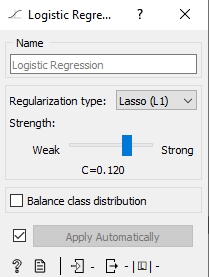 Logistic Regre... ? ×
Name
Logistic Regression
Regularization type: Lasso (L1)
Strength:
Weak Strong
C=0.120
Balance class distribution
Apply Automatically
? - - | - | -